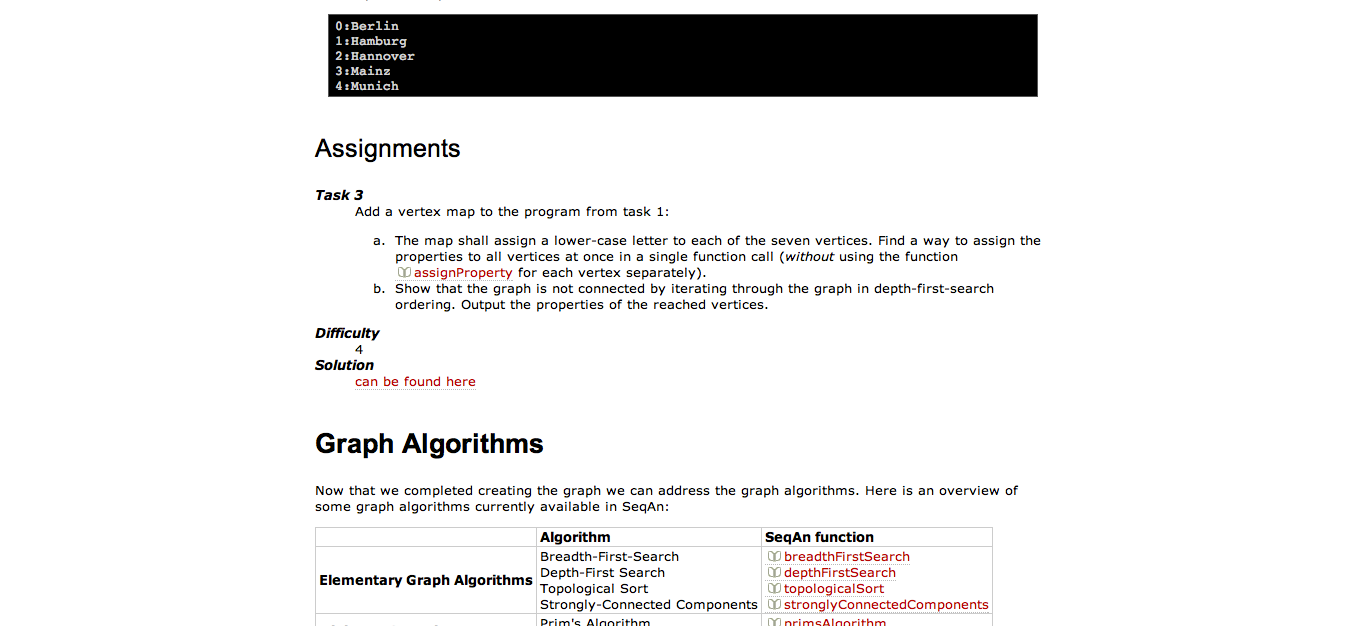 0:Berlin
1:Hamburg
2:Hannover
3:Mainz
4:Munich
Assignments
Task 3
Add a vertex map to the program from task 1:
a. The map shall assign a lower-case letter to each of the seven vertices. Find a way to assign the
properties to all vertices at once in a single function call (without using the function
assignProperty for each vertex separately).
b. Show that the graph is not connected by iterating through the graph in depth-first-search
ordering. Output the properties of the reached vertices.
Difficulty
4
Solution
can be found here
Graph Algorithms
Now that we completed creating the graph we can address the graph algorithms. Here is an overview of
some graph algorithms currently available in SeqAn:
Algorithm SeqAn function
Elementary Graph Algorithms
Breadth-First-Search breadthFirstSearch
Depth-First Search depthFirstSearch
Topological Sort topologicalSort
Strongly-Connected Components stronglyConnectedComponents
Prim's Algorithm primsAlgorithm